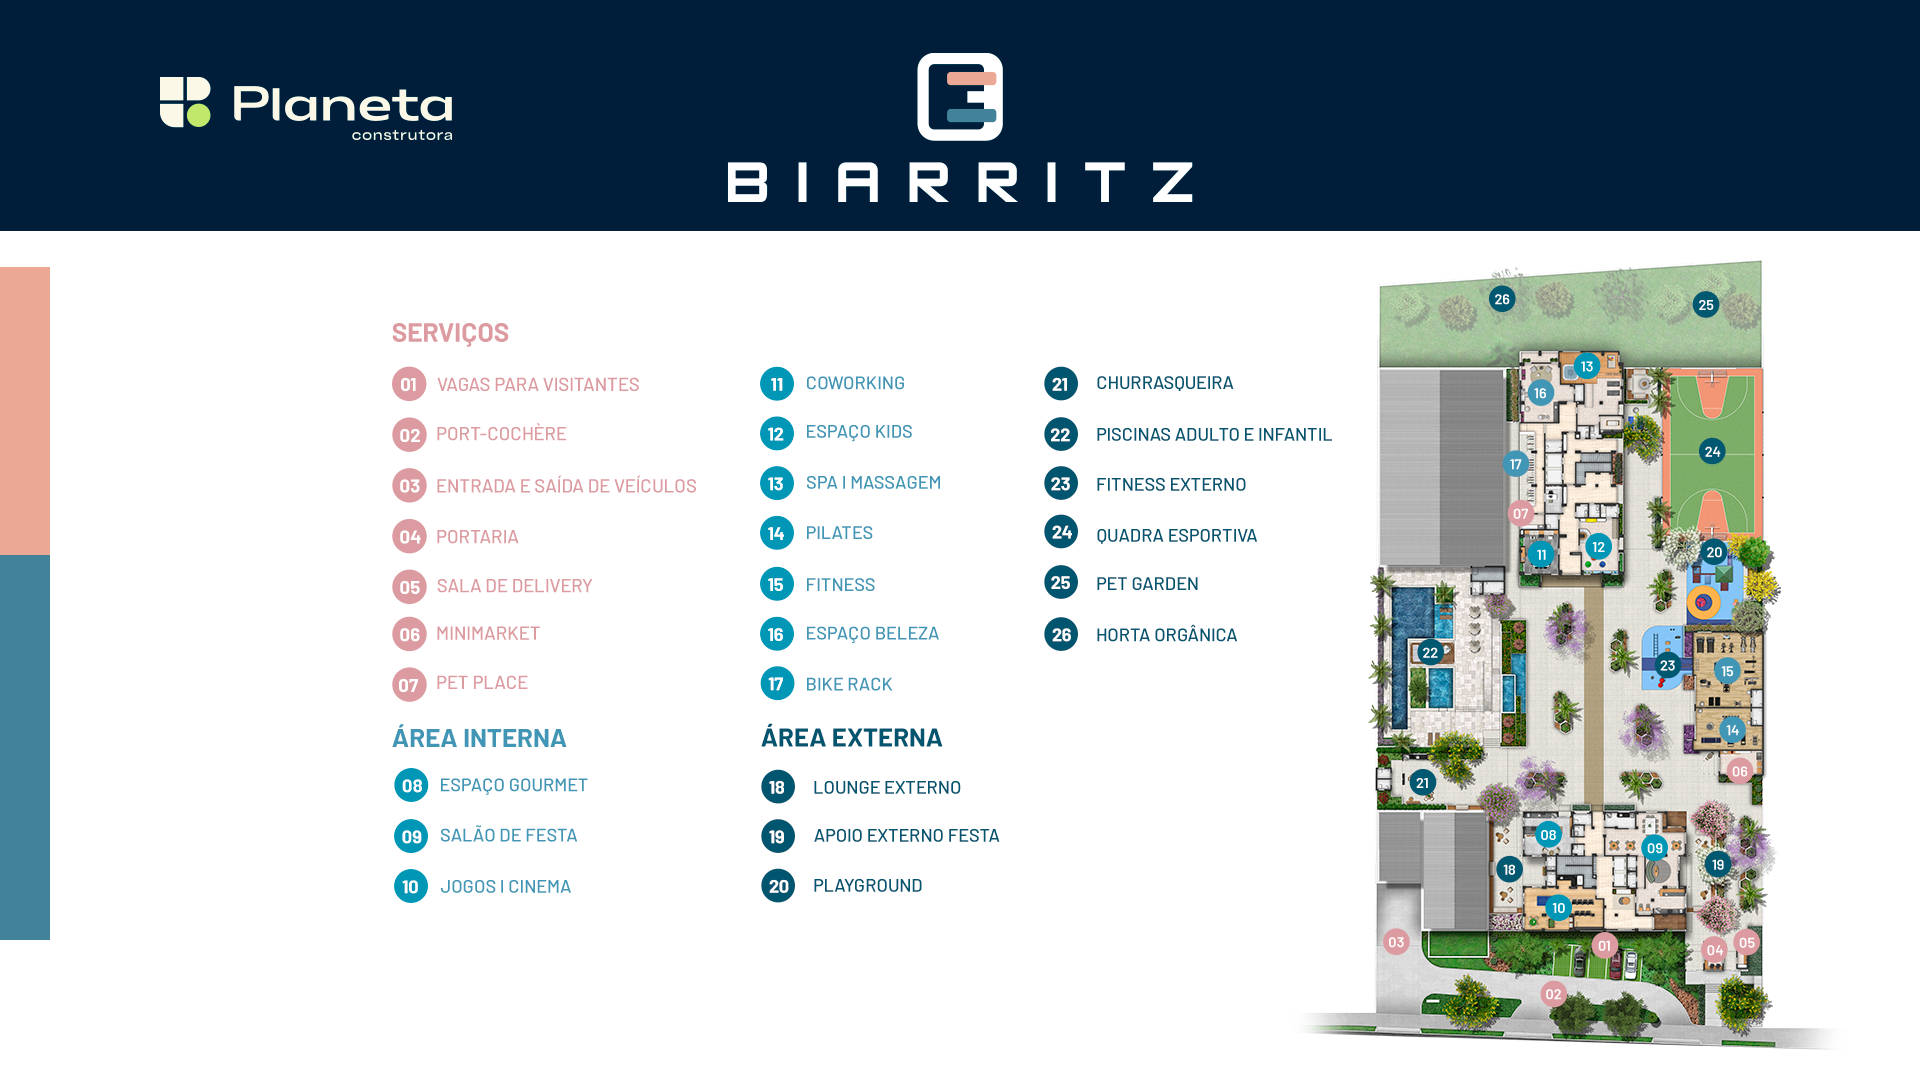 Planeta
construtora
BIARRITZ
SERVIÇOS
01 VAGAS PARA VISITANTES
02 PORT-COCHÈRE
03 ENTRADA E SAÍDA DE VEÍCULOS
04 PORTARIA
05 SALA DE DELIVERY
06 MINIMARKET
07 PET PLACE
ÁREA INTERNA
08 ESPAÇO GOURMET
09 SALÃO DE FESTA
10 JOGOS I CINEMA
11 COWORKING
12 ESPAÇO KIDS
13 SPA I MASSAGEM
14 PILATES
15 FITNESS
16 ESPAÇO BELEZA
17 BIKE RACK
ÁREA EXTERNA
18 LOUNGE EXTERNO
19 APOIO EXTERNO FESTA
20 PLAYGROUND
21 CHURRASQUEIRA
22 PISCINAS ADULTO E INFANTIL
23 FITNESS EXTERNO
24 QUADRA ESPORTIVA
25 PET GARDEN
26 HORTA ORGÂNICA
26
25
13
16
24
17
07
11
12
20
22
23
15
14
06
21
08
09
18
19
10
03
01
04
05
02